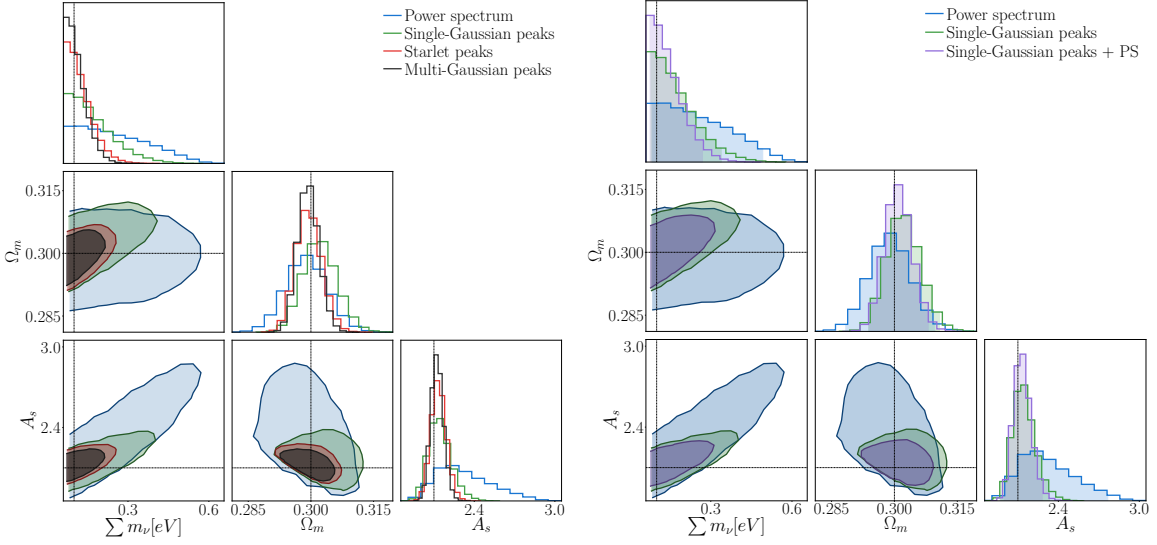 Power spectrum
Single-Gaussian peaks
Starlet peaks
Multi-Gaussian peaks
0.315
0.300
0.285
Ω_m
3.0
2.4
A_s
0.3 0.6
∑ m_ν[eV]
0.285 0.300 0.315
Ω_m
2.4 3.0
A_s
Power spectrum
Single-Gaussian peaks
Single-Gaussian peaks + PS
0.315
0.300
0.285
Ω_m
3.0
2.4
A_s
0.3 0.6
∑ m_ν[eV]
0.285 0.300 0.315
Ω_m
2.4 3.0
A_s